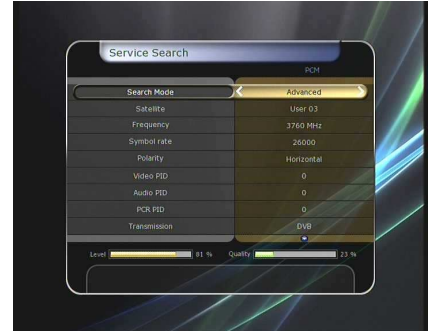 Service Search
PCM
Search Mode Advanced
Satellite User 03
Frequency 3760 MHz
Symbol rate 26000
Polarity Horizontal
Video PID 0
Audio PID 0
PCR PID 0
Transmission DVB
Level 81 % Quality 23 %